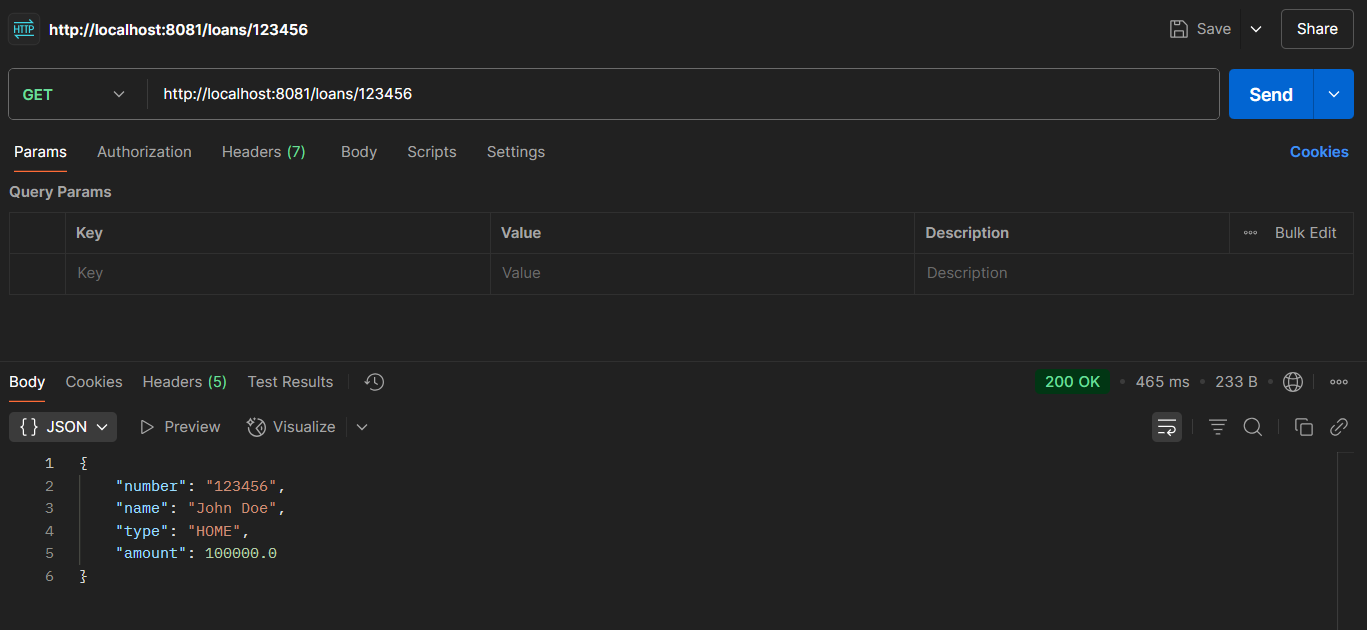 HTTP http://localhost:8081/loans/123456 Save Share
GET http://localhost:8081/loans/123456 Send
Params Authorization Headers (7) Body Scripts Settings Cookies
Query Params
Key Value Description Bulk Edit
Key Value Description
Body Cookies Headers (5) Test Results 200 OK • 465 ms • 233 B •
{} JSON Preview Visualize
1 {
2 "number": "123456",
3 "name": "John Doe",
4 "type": "HOME",
5 "amount": 100000.0
6 }